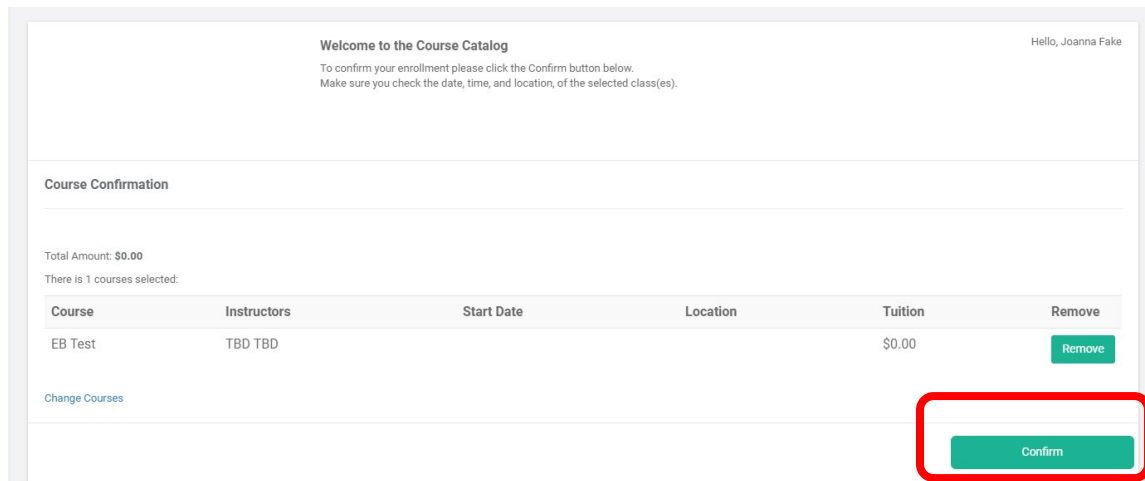 Welcome to the Course Catalog
Hello, Joanna Fake
To confirm your enrollment please click the Confirm button below.
Make sure you check the date, time, and location, of the selected class(es).
Course Confirmation
Total Amount: $0.00
There is 1 courses selected:
Course Instructors Start Date Location Tuition Remove
EB Test TBD TBD $0.00 Remove
Change Courses
Confirm